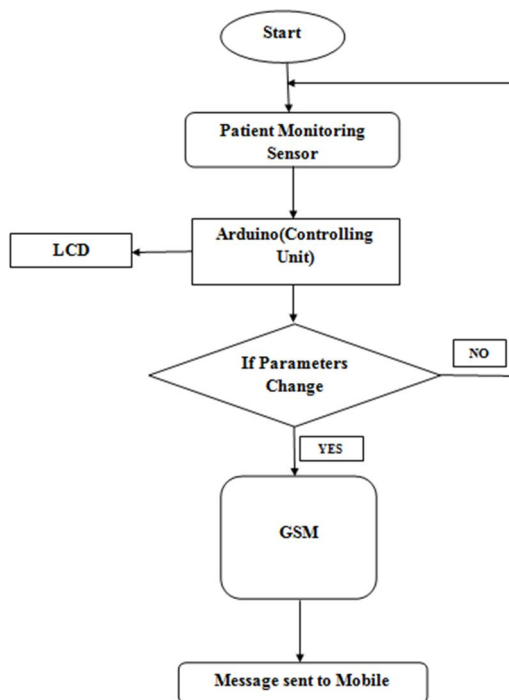 Start
Patient Monitoring
Sensor
Arduino(Controlling
Unit)
LCD
If Parameters
Change
NO
YES
GSM
Message sent to Mobile